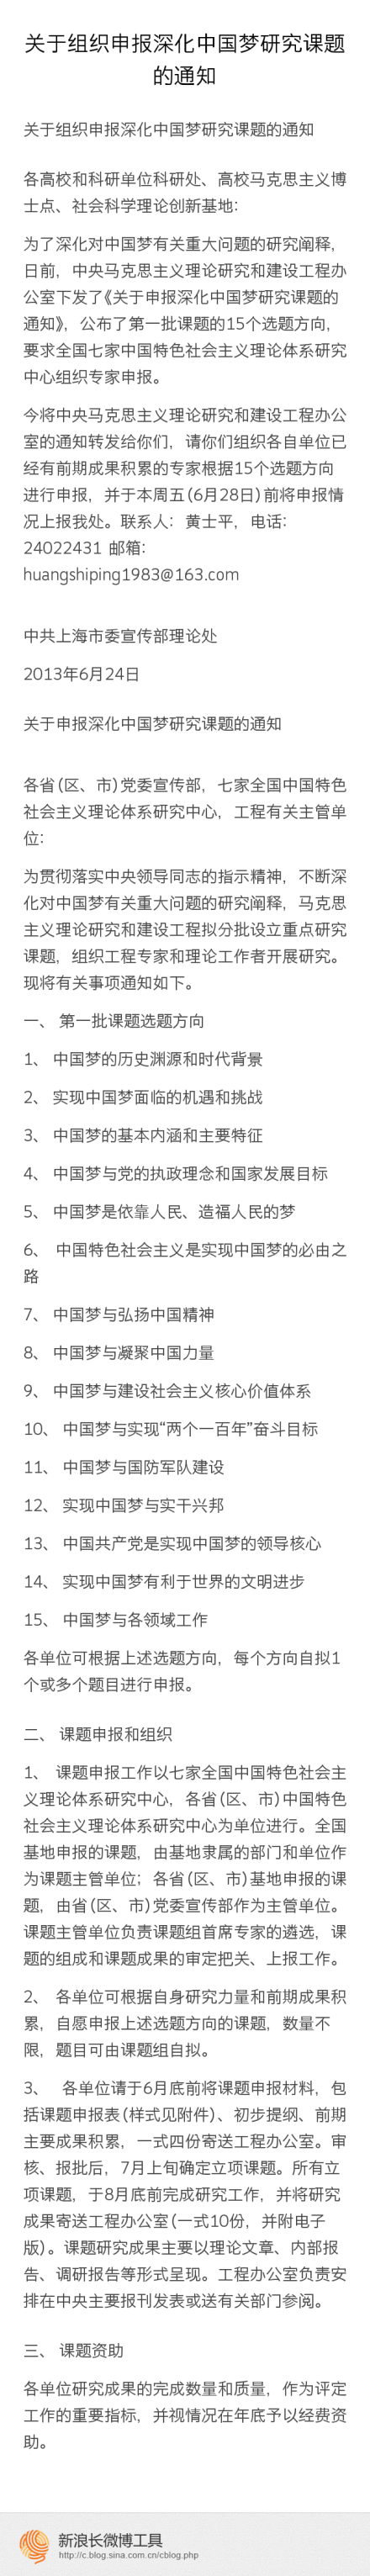 关于组织申报深化中国梦研究课题
的通知
关于组织申报深化中国梦研究课题的通知
各高校和科研单位科研处、高校马克思主义博
士点、社会科学理论创新基地：
为了深化对中国梦有关重大问题的研究阐释，
日前，中央马克思主义理论研究和建设工程办
公室下发了《关于申报深化中国梦研究课题的
通知》，公布了第一批课题的15个选题方向，
要求全国七家中国特色社会主义理论体系研究
中心组织专家申报。
今将中央马克思主义理论研究和建设工程办公
室的通知转发给你们，请你们组织各自单位已
经有前期成果积累的专家根据15个选题方向
进行申报，并于本周五(6月28日)前将申报情
况上报我处。联系人：黄士平，电话：
24022431 邮箱：
huangshiping1983@163.com
中共上海市委宣传部理论处
2013年6月24日
关于申报深化中国梦研究课题的通知
各省(区、市)党委宣传部，七家全国中国特色
社会主义理论体系研究中心，工程有关主管单
位：
为贯彻落实中央领导同志的指示精神，不断深
化对中国梦有关重大问题的研究阐释，马克思
主义理论研究和建设工程拟分批设立重点研究
课题，组织工程专家和理论工作者开展研究。
现将有关事项通知如下。
一、 第一批课题选题方向
1、 中国梦的历史渊源和时代背景
2、 实现中国梦面临的机遇和挑战
3、 中国梦的基本内涵和主要特征
4、 中国梦与党的执政理念和国家发展目标
5、 中国梦是依靠人民、造福人民的梦
6、 中国特色社会主义是实现中国梦的必由之
路
7、 中国梦与弘扬中国精神
8、 中国梦与凝聚中国力量
9、 中国梦与建设社会主义核心价值体系
10、 中国梦与实现“两个一百年”奋斗目标
11、 中国梦与国防军队建设
12、 实现中国梦与实干兴邦
13、 中国共产党是实现中国梦的领导核心
14、 实现中国梦有利于世界的文明进步
15、 中国梦与各领域工作
各单位可根据上述选题方向，每个方向自拟1
个或多个题目进行申报。
二、 课题申报和组织
1、 课题申报工作以七家全国中国特色社会主
义理论体系研究中心，各省(区、市)中国特色
社会主义理论体系研究中心为单位进行。全国
基地申报的课题，由基地隶属的部门和单位作
为课题主管单位；各省(区、市)基地申报的课
题，由省(区、市)党委宣传部作为主管单位。
课题主管单位负责课题组首席专家的遴选，课
题的组成和课题成果的审定把关、上报工作。
2、 各单位可根据自身研究力量和前期成果积
累，自愿申报上述选题方向的课题，数量不
限，题目可由课题组自拟。
3、 各单位请于6月底前将课题申报材料，包
括课题申报表(样式见附件)、初步提纲、前期
主要成果积累，一式四份寄送工程办公室。审
核、报批后，7月上旬确定立项课题。所有立
项课题，于8月底前完成研究工作，并将研究
成果寄送工程办公室(一式10份，并附电子
版)。课题研究成果主要以理论文章、内部报
告、调研报告等形式呈现。工程办公室负责安
排在中央主要报刊发表或送有关部门参阅。
三、 课题资助
各单位研究成果的完成数量和质量，作为评定
工作的重要指标，并视情况在年底予以经费资
助。
新浪长微博工具
http://c.blog.sina.com.cn/cblog.php